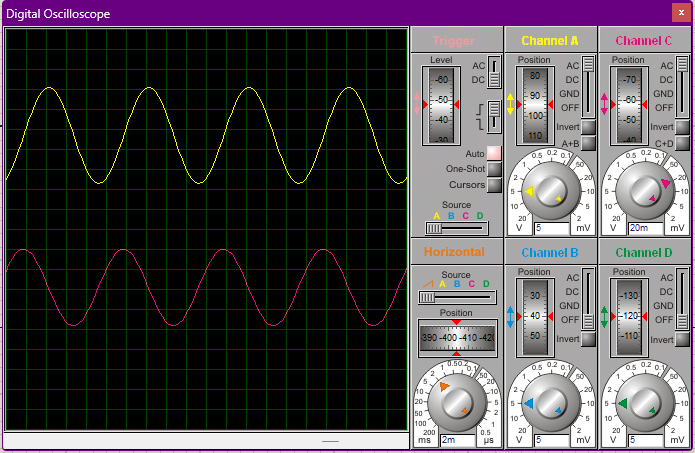 Digital Oscilloscope
x
Trigger
Level
-60
-50
-40
-30
AC
DC
Auto
One-Shot
Cursors
Source
A B C D
Channel A
Position
80
90
100
110
AC
DC
GND
OFF
Invert
A+B
20 10 5 2 1 0.5 0.2 0.1 50 20 10 5 2
V
5
mV
Channel C
Position
-70
-60
-50
-40
AC
DC
GND
OFF
Invert
C+D
20 10 5 2 1 0.5 0.2 0.1 50 20 10 5 2
V
20m
mV
Horizontal
Source
A B C D
Position
-390 -400 -410 -420
200 100 50 20 10 5 2 1 0.5 0.2 0.1 50 20 10 5 2 1 0.5
ms
2m
µs
Channel B
Position
30
40
50
AC
DC
GND
OFF
Invert
20 10 5 2 1 0.5 0.2 0.1 50 20 10 5 2
V
5
mV
Channel D
Position
-130
-120
-110
AC
DC
GND
OFF
Invert
20 10 5 2 1 0.5 0.2 0.1 50 20 10 5 2
V
5
mV